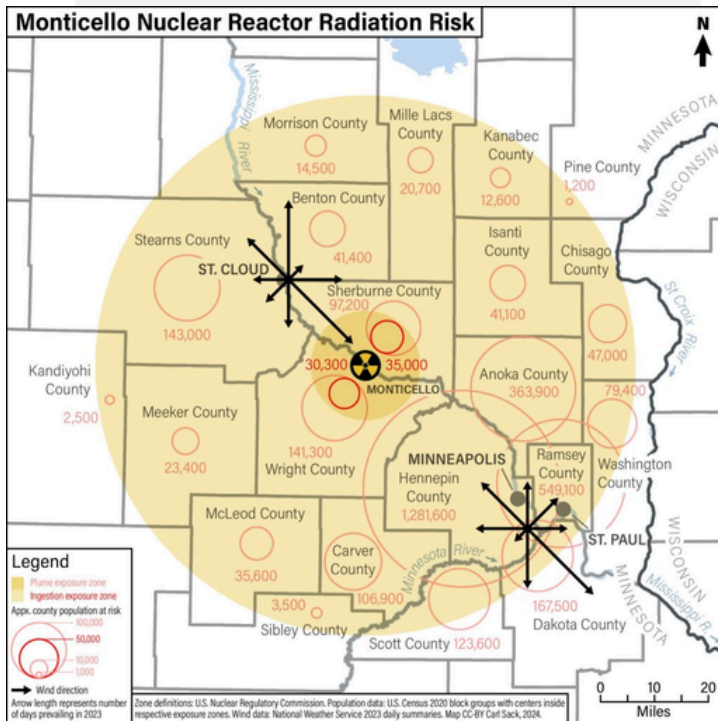 Monticello Nuclear Reactor Radiation Risk
N
Mississippi
River
MINNESOTA
WISCONSIN
Morrison County
14,500
Mille Lacs
County
20,700
Kanabec
County
12,600
Pine County
1,200
Benton County
41,400
Stearns County
143,000
ST. CLOUD
Isanti
County
41,100
Chisago
County
47,000
St Croix
River
Sherburne County
97,200
30,300
35,000
MONTICELLO
Kandiyohi
County
2,500
Anoka County
363,900
79,400
Meeker County
23,400
141,300
Wright County
MINNEAPOLIS
Hennepin
County
1,281,600
Ramsey
County
549,100
Washington
County
ST. PAUL
McLeod County
35,600
Carver
County
106,900
Minnesota River
3,500
Sibley County
Scott County
123,600
167,500
Dakota County
MINNESOTA
WISCONSIN
Mississippi R.
Legend
Plume exposure zone
Ingestion exposure zone
Appx. county population at risk
100,000
50,000
10,000
1,000
Wind direction
Arrow length represents number
of days prevailing in 2023
Zone definitions: U.S. Nuclear Regulatory Commission. Population data: U.S. Census 2020 block groups with centers inside
respective exposure zones. Wind data: National Weather Service 2023 daily summaries. Map CC-BY Carl Sack, 2024.
0 10 20
Miles